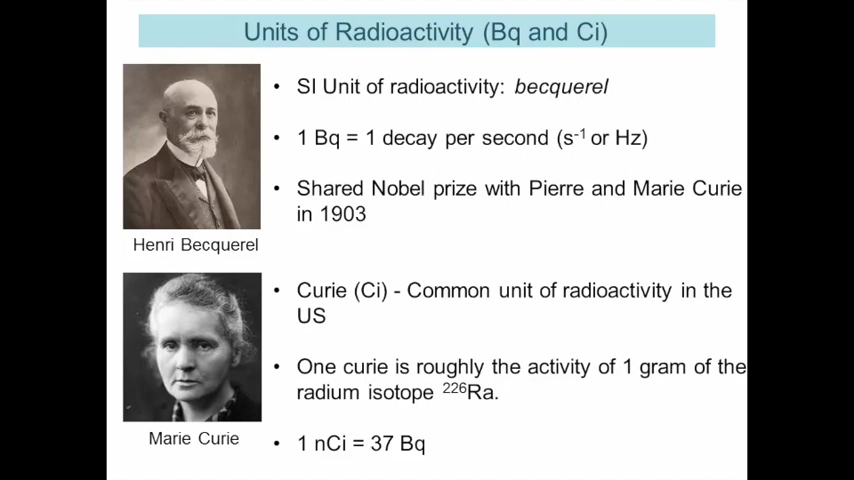 Units of Radioactivity (Bq and Ci)
• SI Unit of radioactivity: becquerel
• 1 Bq = 1 decay per second (s⁻¹ or Hz)
• Shared Nobel prize with Pierre and Marie Curie
in 1903
Henri Becquerel
• Curie (Ci) - Common unit of radioactivity in the
US
• One curie is roughly the activity of 1 gram of the
radium isotope ²²⁶Ra.
• 1 nCi = 37 Bq
Marie Curie